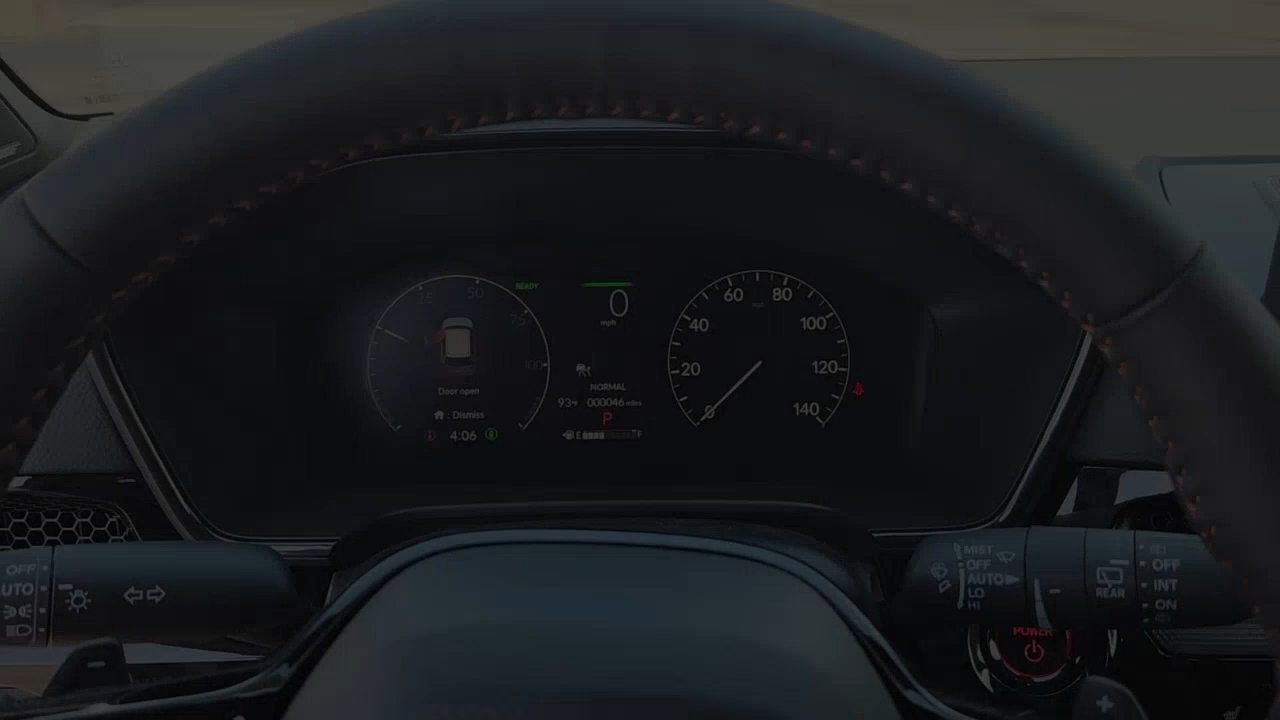 READY
25
50
75
100
0
mph
Door open
: Dismiss
4:06
NORMAL
93°F 000046 miles
P
E F
0
20
40
60
80
100
120
140
OFF
AUTO
MIST
OFF
AUTO
LO
HI
REAR
OFF
INT
ON
POWER
-
+